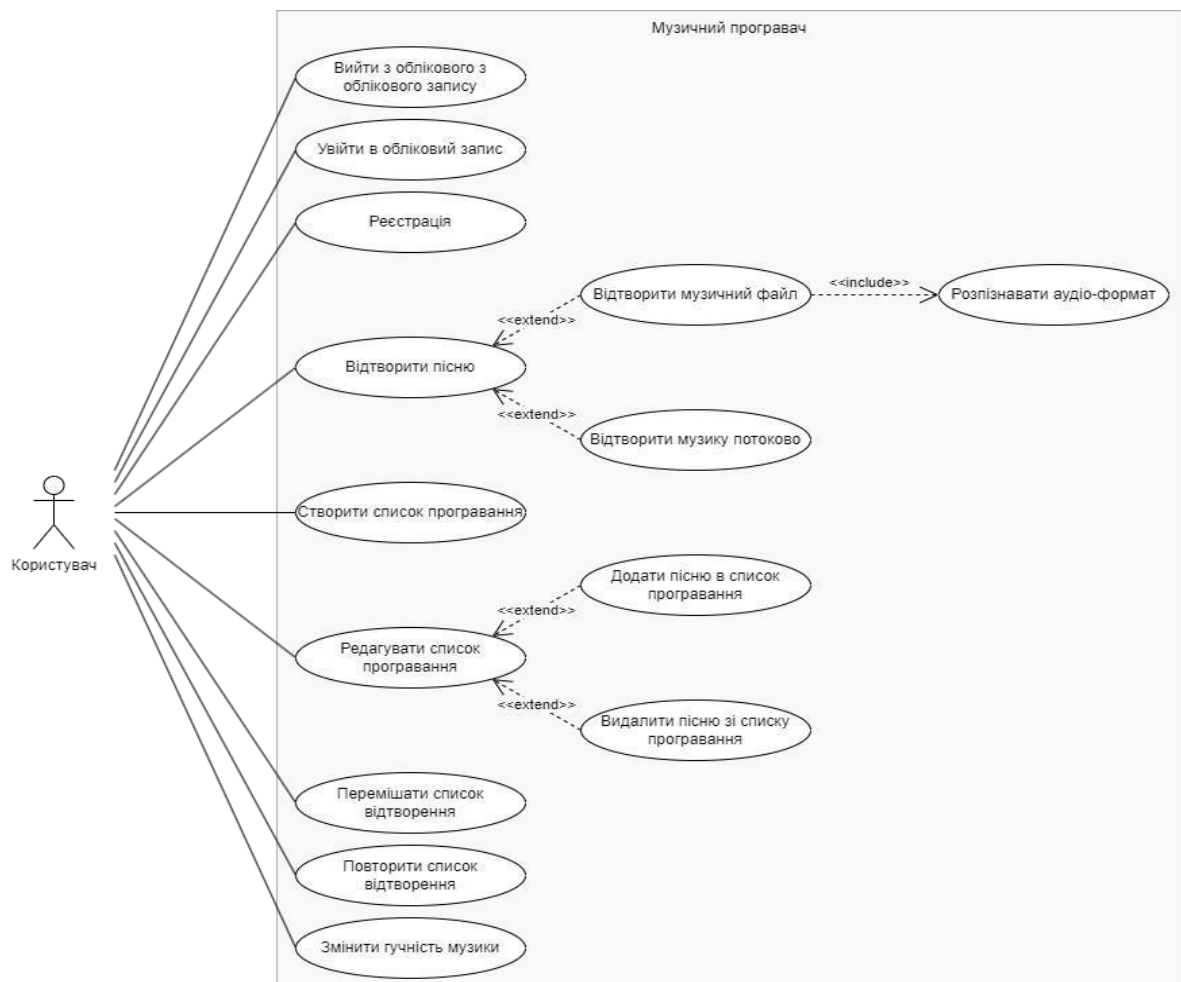 Музичний програвач
Вийти з облікового з
облікового запису
Увійти в обліковий запис
Реєстрація
Відтворити музичний файл
<<include>>
Розпізнавати аудіо-формат
<<extend>>
Відтворити пісню
<<extend>>
Відтворити музику потоково
Створити список програвання
Користувач
Додати пісню в список
програвання
<<extend>>
Редагувати список
програвання
<<extend>>
Видалити пісню зі списку
програвання
Перемішати список
відтворення
Повторити список
відтворення
Змінити гучність музики